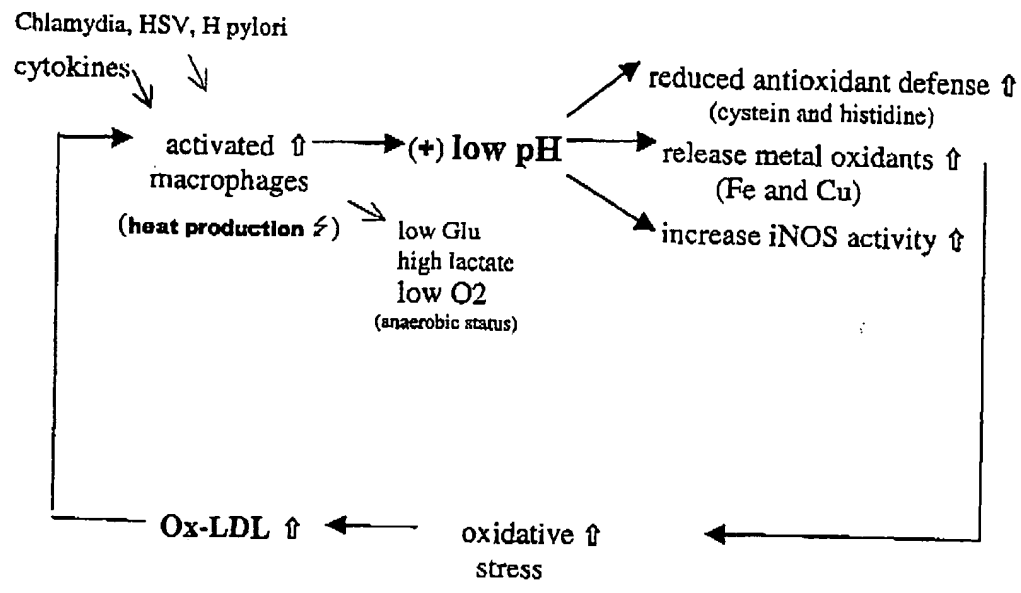 Chlamydia, HSV, H pylori
cytokines
activated ⇧
macrophages
(heat production ⚡)
(+) low pH
low Glu
high lactate
low O2
(anaerobic status)
reduced antioxidant defense ⇧
(cystein and histidine)
release metal oxidants ⇧
(Fe and Cu)
increase iNOS activity ⇧
Ox-LDL ⇧
oxidative ⇧
stress